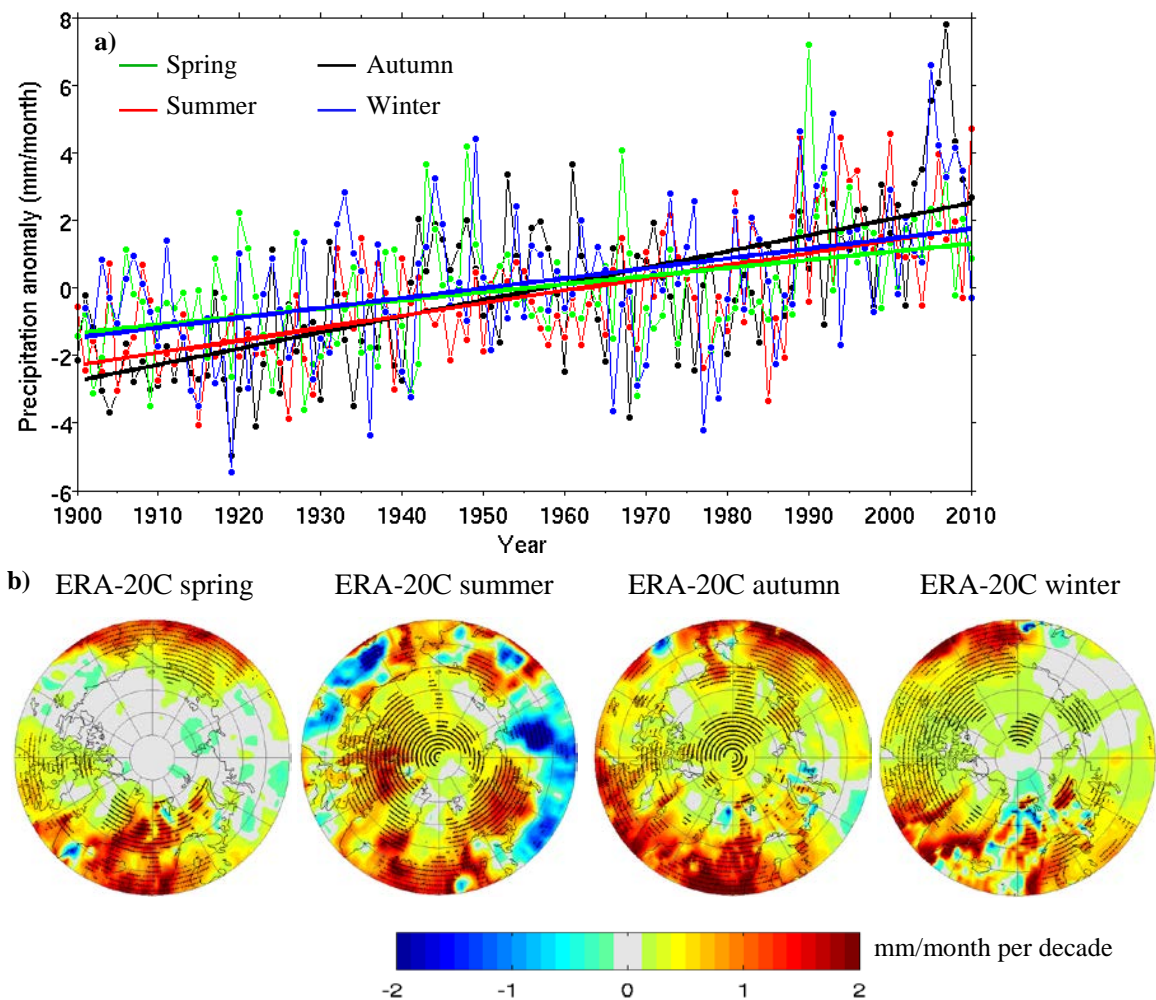 a)
Spring
Autumn
Summer
Winter
Precipitation anomaly (mm/month)
8
6
4
2
0
-2
-4
-6
1900 1910 1920 1930 1940 1950 1960 1970 1980 1990 2000 2010
Year
b)
ERA-20C spring
ERA-20C summer
ERA-20C autumn
ERA-20C winter
mm/month per decade
-2 -1 0 1 2